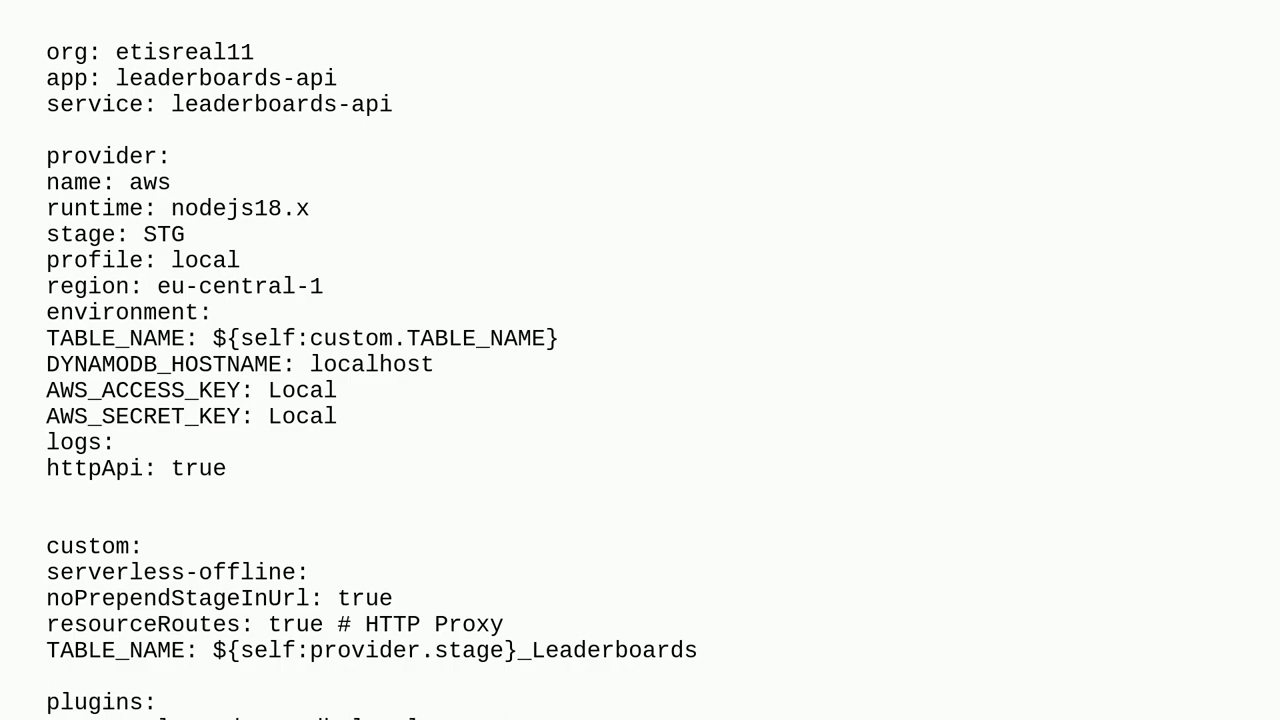 org: etisreal11
app: leaderboards-api
service: leaderboards-api
provider:
name: aws
runtime: nodejs18.x
stage: STG
profile: local
region: eu-central-1
environment:
TABLE_NAME: ${self:custom.TABLE_NAME}
DYNAMODB_HOSTNAME: localhost
AWS_ACCESS_KEY: Local
AWS_SECRET_KEY: Local
logs:
httpApi: true
custom:
serverless-offline:
noPrependStageInUrl: true
resourceRoutes: true # HTTP Proxy
TABLE_NAME: ${self:provider.stage}_Leaderboards
plugins: